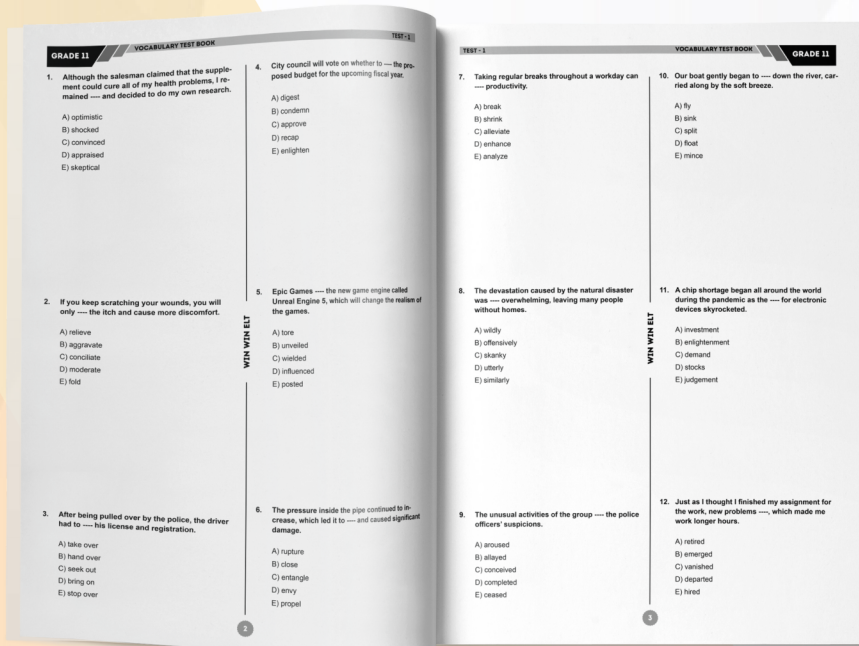 GRADE 11
VOCABULARY TEST BOOK
TEST - 1
1. Although the salesman claimed that the supple-
ment could cure all of my health problems, I re-
mained ---- and decided to do my own research.
A) optimistic
B) shocked
C) convinced
D) appraised
E) skeptical
2. If you keep scratching your wounds, you will
only ---- the itch and cause more discomfort.
A) relieve
B) aggravate
C) conciliate
D) moderate
E) fold
3. After being pulled over by the police, the driver
had to ---- his license and registration.
A) take over
B) hand over
C) seek out
D) bring on
E) stop over
WIN WIN ELT
4. City council will vote on whether to ---- the pro-
posed budget for the upcoming fiscal year.
A) digest
B) condemn
C) approve
D) recap
E) enlighten
5. Epic Games ---- the new game engine called
Unreal Engine 5, which will change the realism of
the games.
A) tore
B) unveiled
C) wielded
D) influenced
E) posted
6. The pressure inside the pipe continued to in-
crease, which led it to ---- and caused significant
damage.
A) rupture
B) close
C) entangle
D) envy
E) propel
2
TEST - 1
VOCABULARY TEST BOOK
GRADE 11
7. Taking regular breaks throughout a workday can
---- productivity.
A) break
B) shrink
C) alleviate
D) enhance
E) analyze
8. The devastation caused by the natural disaster
was ---- overwhelming, leaving many people
without homes.
A) wildly
B) offensively
C) skanky
D) utterly
E) similarly
9. The unusual activities of the group ---- the police
officers' suspicions.
A) aroused
B) allayed
C) conceived
D) completed
E) ceased
WIN WIN ELT
10. Our boat gently began to ---- down the river, car-
ried along by the soft breeze.
A) fly
B) sink
C) split
D) float
E) mince
11. A chip shortage began all around the world
during the pandemic as the ---- for electronic
devices skyrocketed.
A) investment
B) enlightenment
C) demand
D) stocks
E) judgement
12. Just as I thought I finished my assignment for
the work, new problems ----, which made me
work longer hours.
A) retired
B) emerged
C) vanished
D) departed
E) hired
3